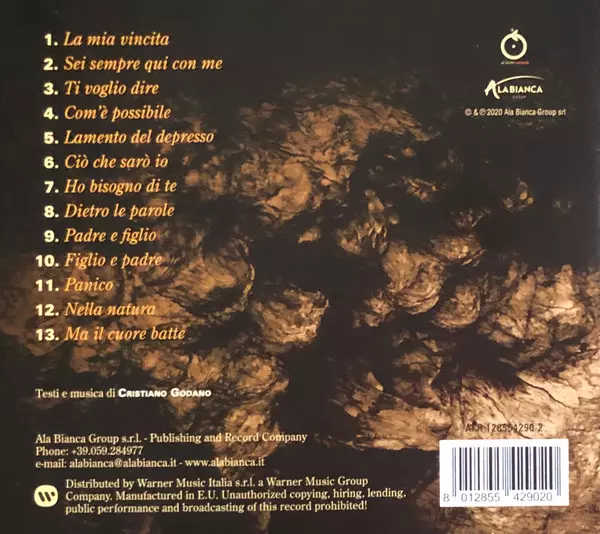 1. La mia vincita
2. Sei sempre qui con me
3. Ti voglio dire
4. Com'è possibile
5. Lamento del depresso
6. Ciò che sarò io
7. Ho bisogno di te
8. Dietro le parole
9. Padre e figlio
10. Figlio e padre
11. Panico
12. Nella natura
13. Ma il cuore batte
ALABIANCA
GROUP
© & ℗ 2020 Ala Bianca Group srl
Testi e musica di CRISTIANO GODANO
Ala Bianca Group s.r.l. - Publishing and Record Company
Phone: +39.059.284977
e-mail: alabianca@alabianca.it - www.alabianca.it
Distributed by Warner Music Italia s.r.l. a Warner Music Group
Company. Manufactured in E.U. Unauthorized copying, hiring, lending,
public performance and broadcasting of this record prohibited!
8 012855 429020